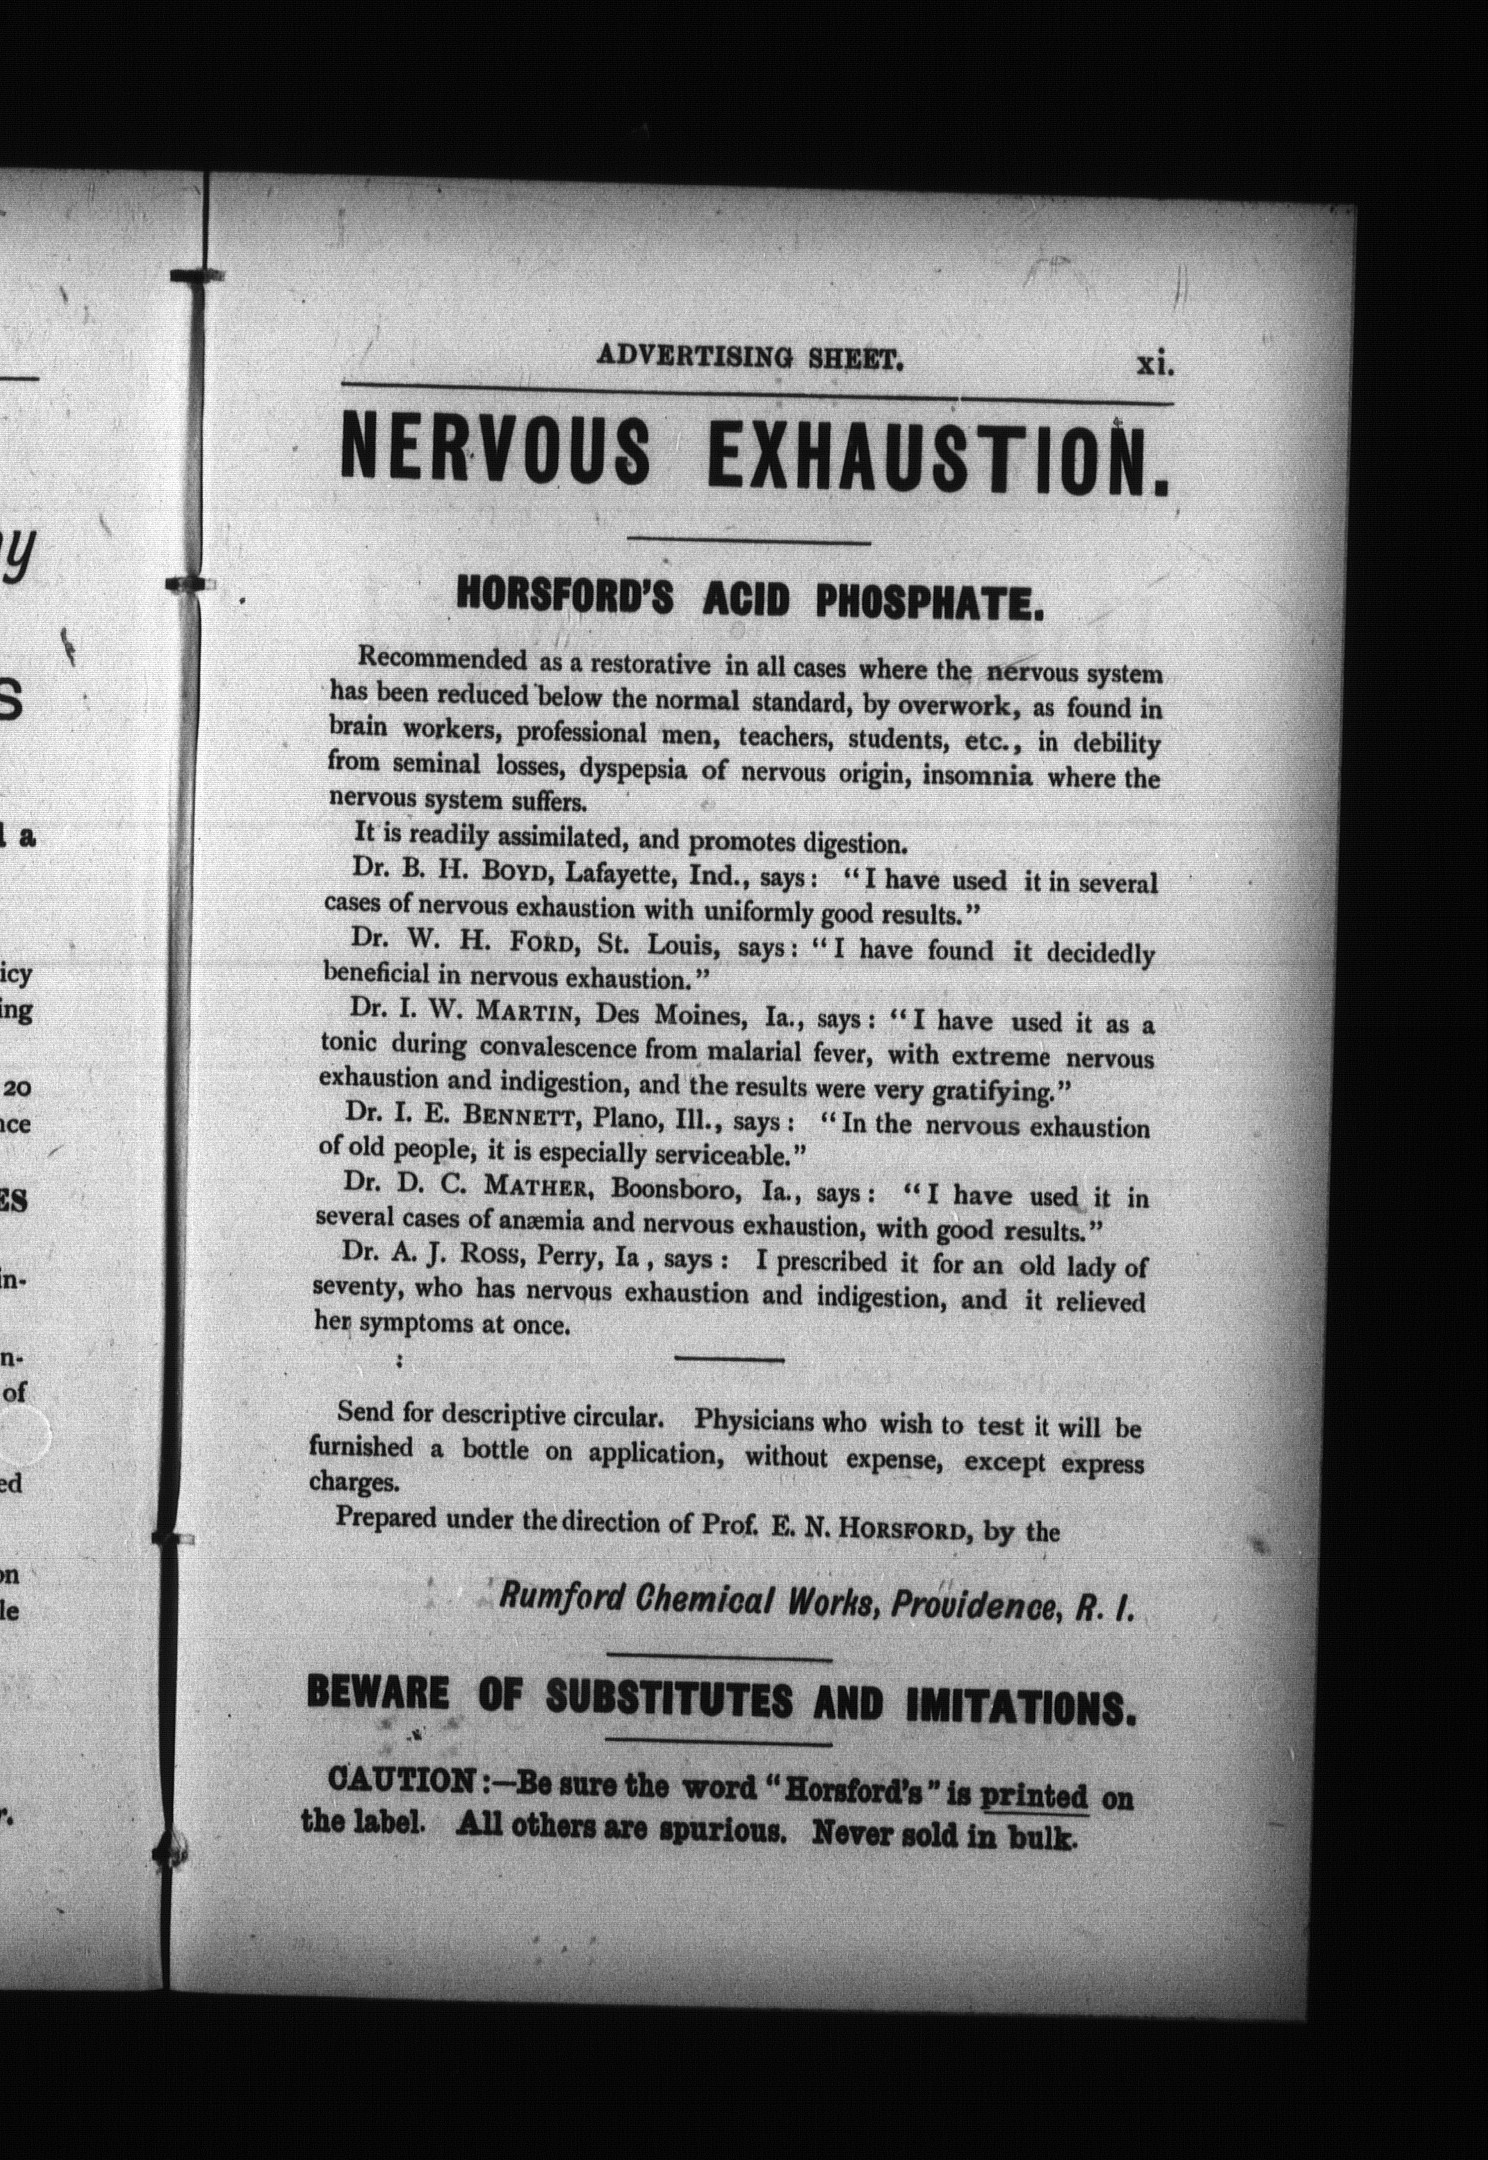 ADVERTISING SHEET. xi.
NERVOUS EXHAUSTION.
HORSFORD'S ACID PHOSPHATE.
Recommended as a restorative in all cases where the nervous system
has been reduced below the normal standard, by overwork, as found in
brain workers, professional men, teachers, students, etc., in debility
from seminal losses, dyspepsia of nervous origin, insomnia where the
nervous system suffers.
It is readily assimilated, and promotes digestion.
Dr. B. H. BOYD, Lafayette, Ind., says: "I have used it in several
cases of nervous exhaustion with uniformly good results."
Dr. W. H. FORD, St. Louis, says: "I have found it decidedly
beneficial in nervous exhaustion."
Dr. I. W. MARTIN, Des Moines, Ia., says: "I have used it as a
tonic during convalescence from malarial fever, with extreme nervous
exhaustion and indigestion, and the results were very gratifying."
Dr. I. E. BENNETT, Plano, Ill., says: "In the nervous exhaustion
of old people, it is especially serviceable."
Dr. D. C. MATHER, Boonsboro, Ia., says: "I have used it in
several cases of anæmia and nervous exhaustion, with good results."
Dr. A. J. ROSS, Perry, Ia , says: I prescribed it for an old lady of
seventy, who has nervous exhaustion and indigestion, and it relieved
her symptoms at once.
Send for descriptive circular. Physicians who wish to test it will be
furnished a bottle on application, without expense, except express
charges.
Prepared under the direction of Prof. E. N. HORSFORD, by the
Rumford Chemical Works, Providence, R. I.
BEWARE OF SUBSTITUTES AND IMITATIONS.
CAUTION:—Be sure the word "Horsford's" is printed on
the label. All others are spurious. Never sold in bulk.